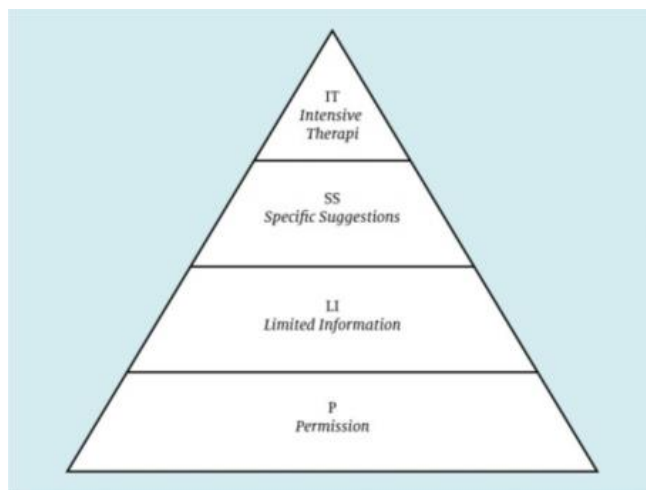 IT
Intensive
Therapi
SS
Specific Suggestions
LI
Limited Information
P
Permission